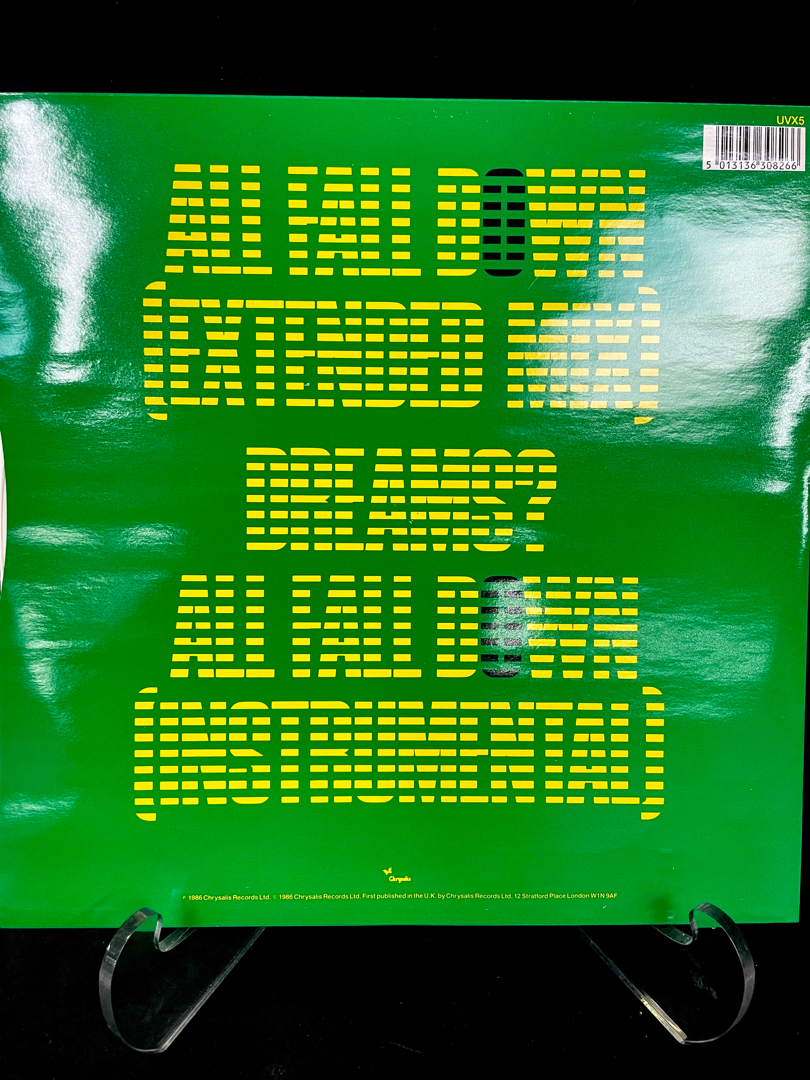 UVX5
5 013136 308266
ALL FALL DOWN
(EXTENDED MIX)
DREAMS?
ALL FALL DOWN
(INSTRUMENTAL)
Chrysalis
℗ 1986 Chrysalis Records Ltd. © 1986 Chrysalis Records Ltd. First published in the U.K. by Chrysalis Records Ltd, 12 Stratford Place London W1N 9AF